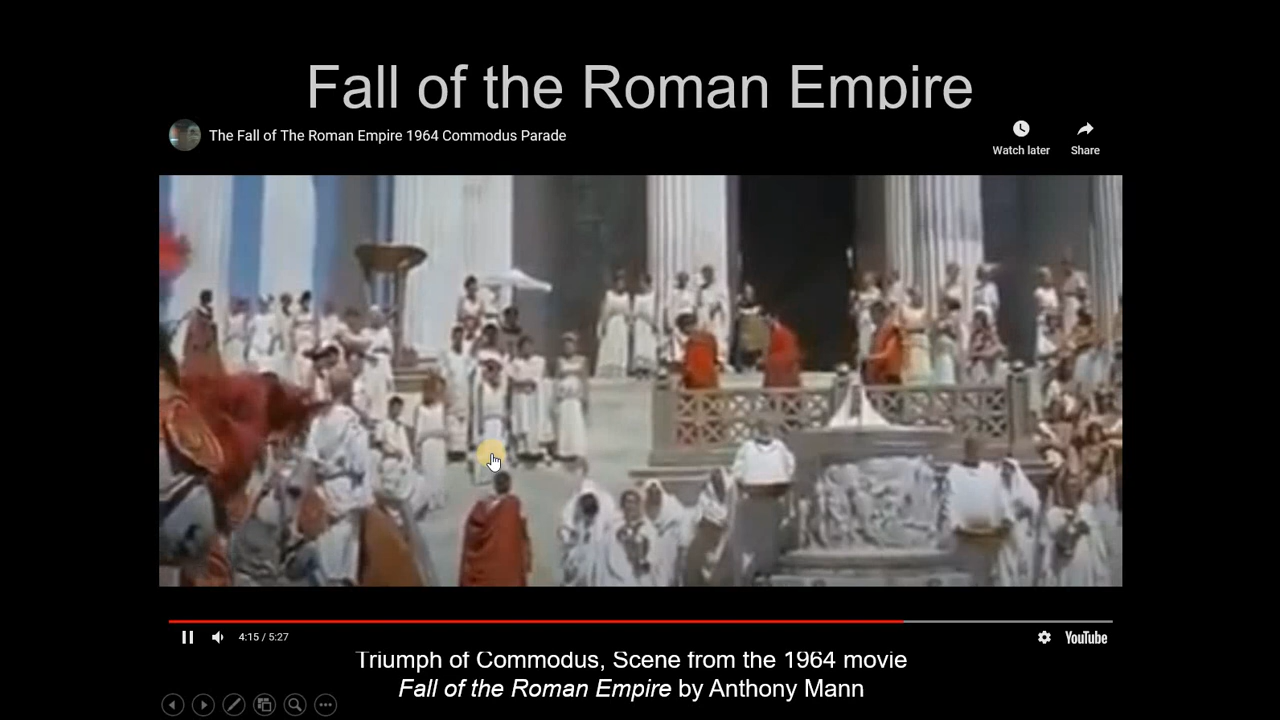 Fall of the Roman Empire
The Fall of The Roman Empire 1964 Commodus Parade
Watch later
Share
4:15 / 5:27
YouTube
Triumph of Commodus, Scene from the 1964 movie
Fall of the Roman Empire by Anthony Mann